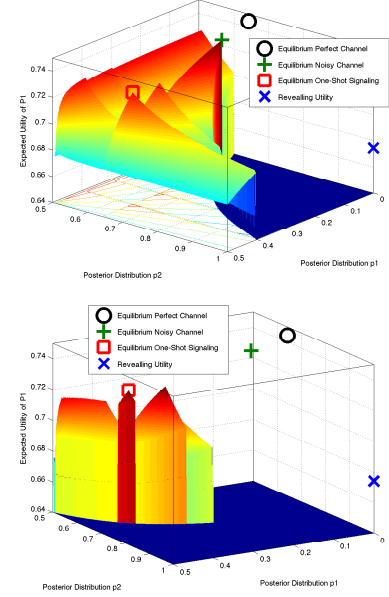 0.74
0.72
0.7
0.68
0.66
0.64
Expected Utility of P1
0.5
0.6
0.7
0.8
0.9
1
0.5
0.4
0.3
0.2
0.1
0
Posterior Distribution p2
Posterior Distribution p1
Equilibrium Perfect Channel
Equilibrium Noisy Channel
Equilibrium One-Shot Signaling
Revealling Utility
Equilibrium Perfect Channel
Equilibrium Noisy Channel
Equilibrium One-Shot Signaling
Revealling Utility
0.74
0.72
0.7
0.68
0.66
0.64
Expected Utility of P1
0.5
0.6
0.7
0.8
0.9
1
0.5
0.4
0.3
0.2
0.1
0
Posterior Distribution p2
Posterior Distribution p1